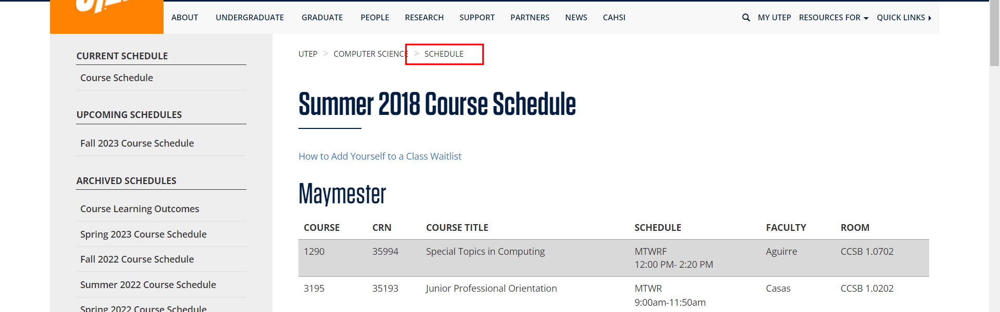 ABOUT UNDERGRADUATE GRADUATE PEOPLE RESEARCH SUPPORT PARTNERS NEWS CAHSI MY UTEP RESOURCES FOR QUICK LINKS
CURRENT SCHEDULE
Course Schedule
UPCOMING SCHEDULES
Fall 2023 Course Schedule
ARCHIVED SCHEDULES
Course Learning Outcomes
Spring 2023 Course Schedule
Fall 2022 Course Schedule
Summer 2022 Course Schedule
Spring 2022 Course Schedule
UTEP > COMPUTER SCIENCE > SCHEDULE
Summer 2018 Course Schedule
How to Add Yourself to a Class Waitlist
Maymester
COURSE CRN COURSE TITLE SCHEDULE FACULTY ROOM
1290 35994 Special Topics in Computing MTWRF Aguirre CCSB 1.0702
12:00 PM- 2:20 PM
3195 35193 Junior Professional Orientation MTWR Casas CCSB 1.0202
9:00am-11:50am